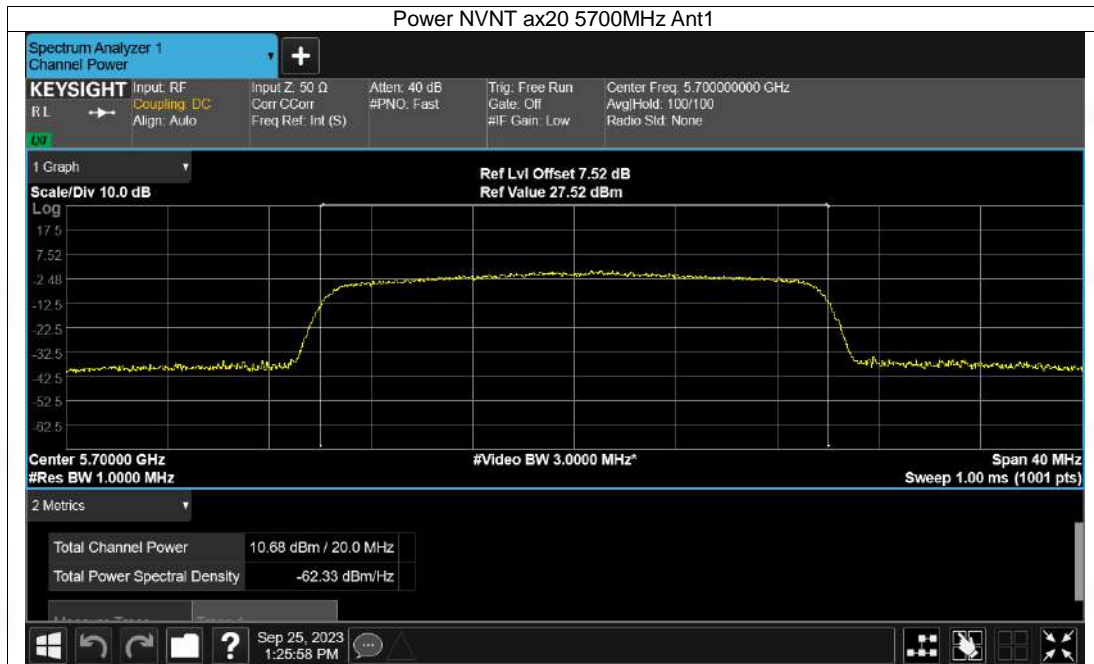 Power NVNT ax20 5700MHz Ant1
Spectrum Analyzer 1
Channel Power
KEYSIGHT
RL
Input: RF
Coupling: DC
Align: Auto
Input Z: 50 Ω
Corr CCorr
Freq Ref: Int (S)
Atten: 40 dB
#PNO: Fast
Trig: Free Run
Gate: Off
#IF Gain: Low
Center Freq: 5.700000000 GHz
Avg|Hold: 100/100
Radio Std: None
1 Graph
Scale/Div 10.0 dB
Ref Lvl Offset 7.52 dB
Ref Value 27.52 dBm
Log
17.5
7.52
-2.48
-12.5
-22.5
-32.5
-42.5
-52.5
-62.5
Center 5.70000 GHz
#Video BW 3.0000 MHz*
Span 40 MHz
#Res BW 1.0000 MHz
Sweep 1.00 ms (1001 pts)
2 Metrics
Total Channel Power 10.68 dBm / 20.0 MHz
Total Power Spectral Density -62.33 dBm/Hz
?
Sep 25, 2023
1:25:58 PM